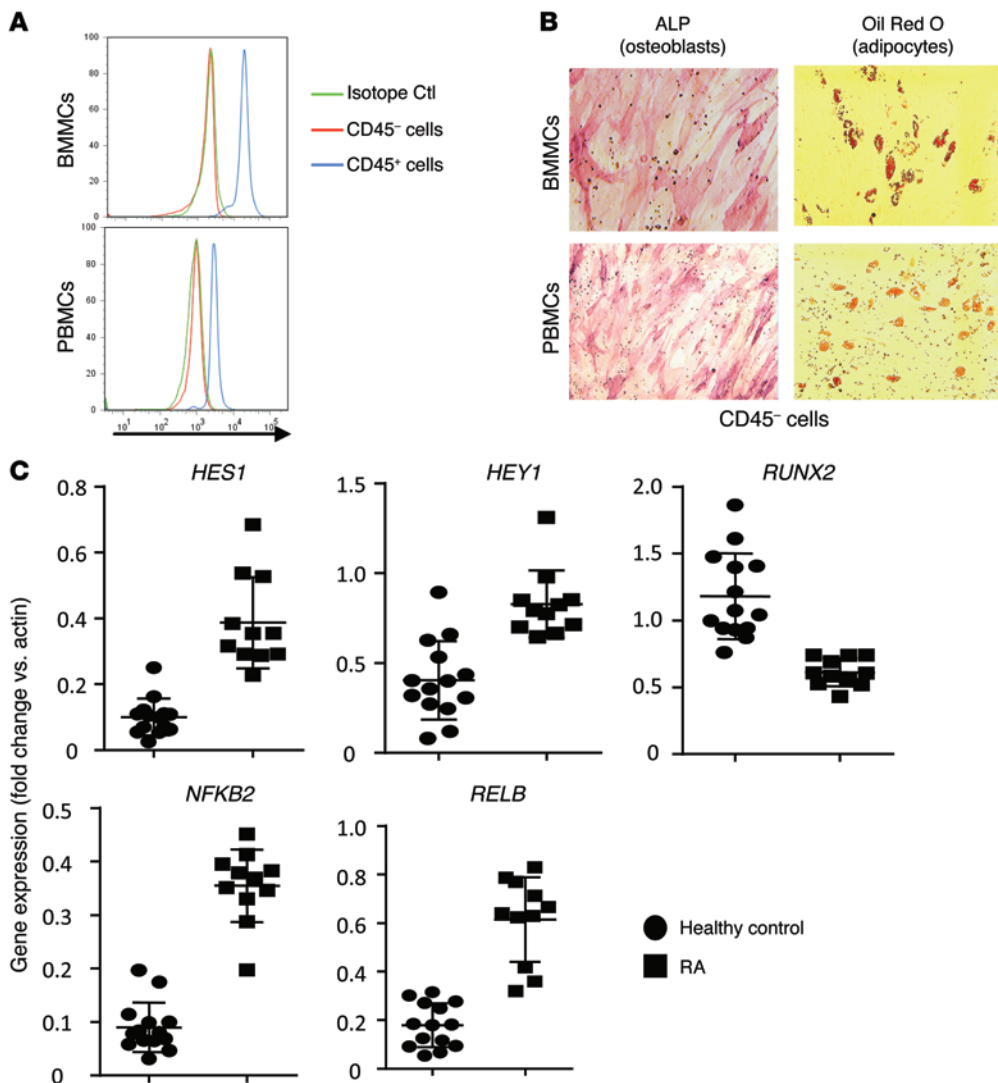 A
BMMCs
100
80
60
40
20
0
10¹ 10² 10³ 10⁴ 10⁵
PBMCs
100
80
60
40
20
0
10¹ 10² 10³ 10⁴ 10⁵
Isotope Ctl
CD45⁻ cells
CD45⁺ cells
B
ALP
(osteoblasts)
Oil Red O
(adipocytes)
BMMCs
PBMCs
CD45⁻ cells
C
Gene expression (fold change vs. actin)
HES1
0.8
0.6
0.4
0.2
0
HEY1
1.5
1.0
0.5
0
RUNX2
2.0
1.5
1.0
0.5
0
NFKB2
0.5
0.4
0.3
0.2
0.1
0
RELB
1.0
0.8
0.6
0.4
0.2
0
Healthy control
RA